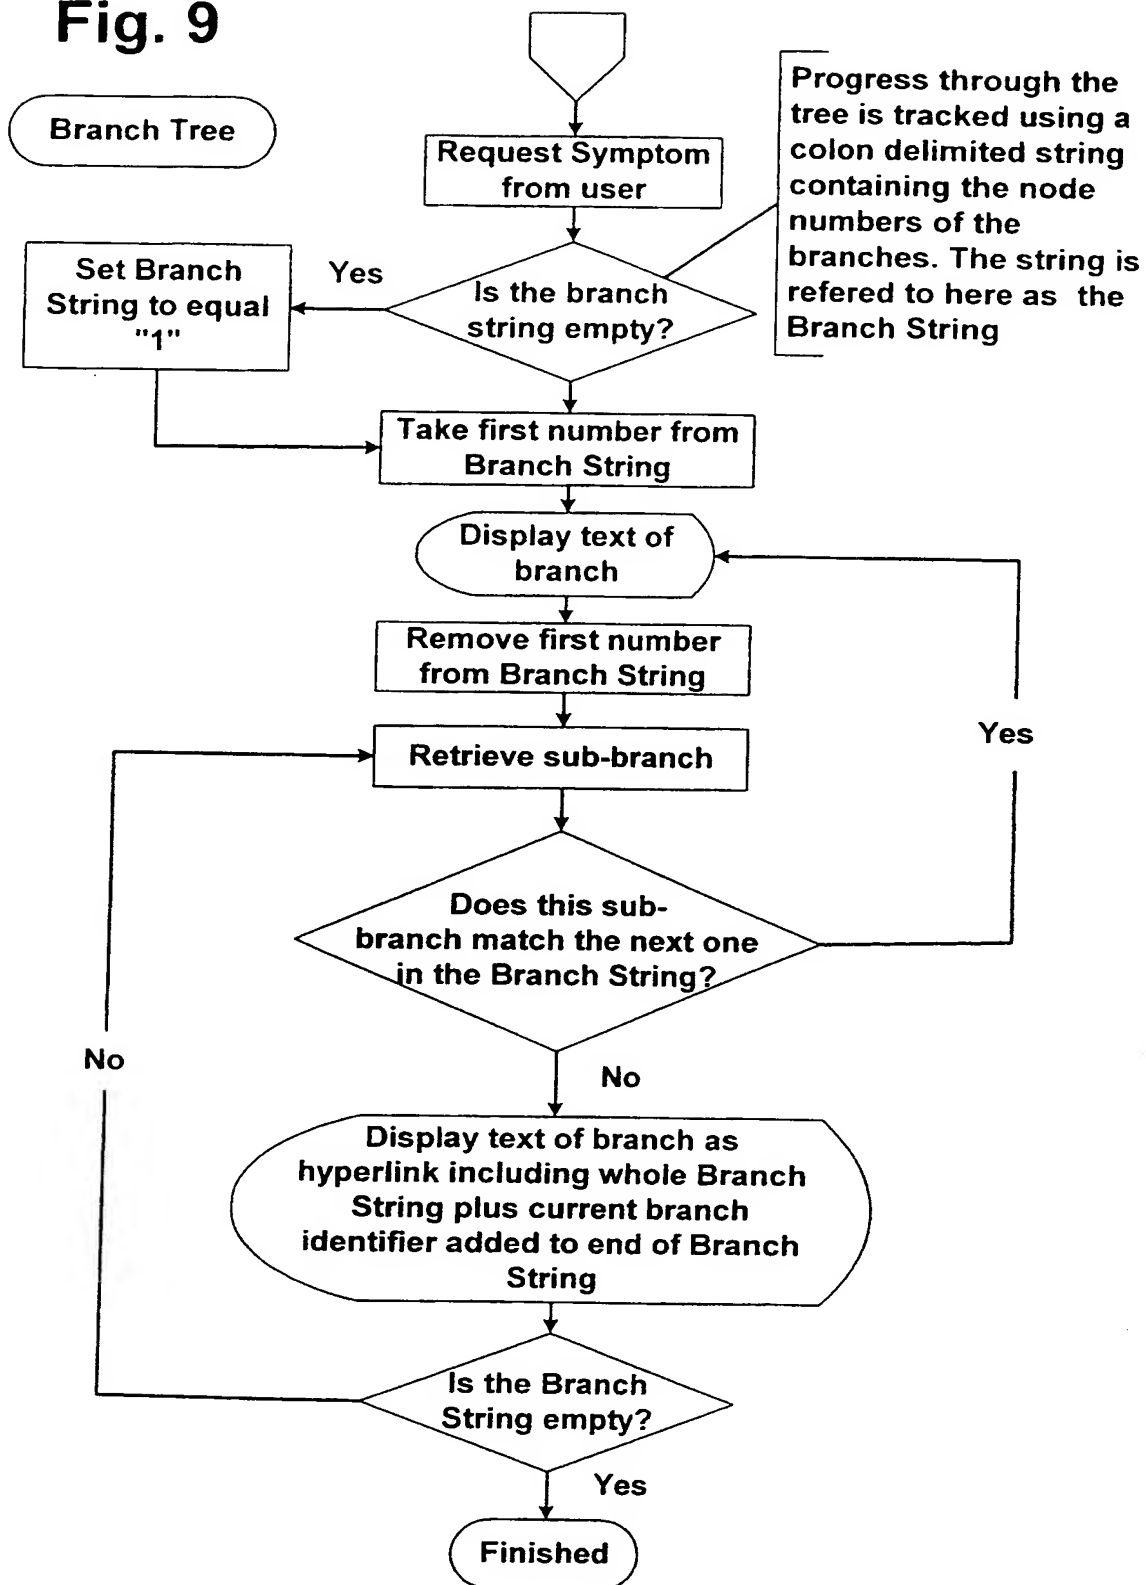 Fig. 9
Branch Tree
Request Symptom
from user
Progress through the
tree is tracked using a
colon delimited string
containing the node
numbers of the
branches. The string is
refered to here as the
Branch String
Is the branch
string empty?
Yes
Set Branch
String to equal
"1"
Take first number from
Branch String
Display text of
branch
Remove first number
from Branch String
Retrieve sub-branch
Yes
Does this sub-
branch match the next one
in the Branch String?
No
No
Display text of branch as
hyperlink including whole Branch
String plus current branch
identifier added to end of Branch
String
Is the Branch
String empty?
Yes
Finished